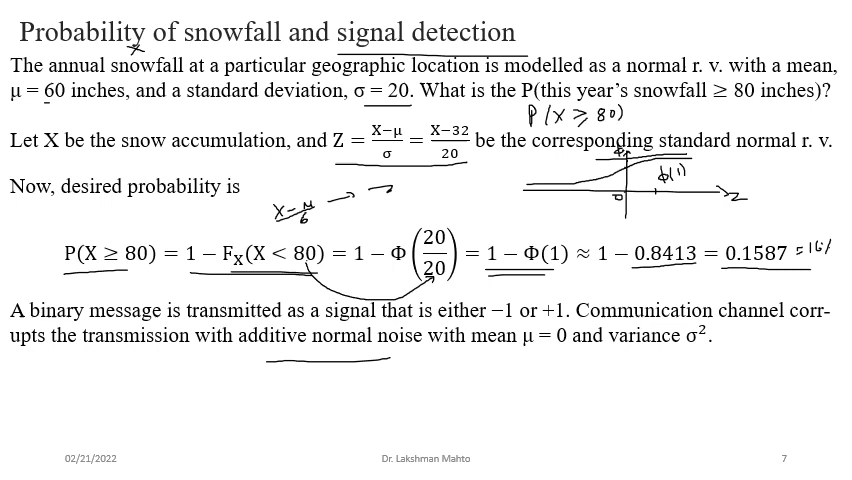 Probability of snowfall and signal detection
The annual snowfall at a particular geographic location is modelled as a normal r. v. with a mean,
μ = 60 inches, and a standard deviation, σ = 20. What is the P(this year's snowfall ≥ 80 inches)?
P(X ≥ 80)
Let X be the snow accumulation, and Z = X−μ/σ = X−32/20 be the corresponding standard normal r. v.
Φ(1)
0
Z
Now, desired probability is
X−μ/σ
P(X ≥ 80) = 1 − F_X(X < 80) = 1 − Φ(20/20) = 1 − Φ(1) ≈ 1 − 0.8413 = 0.1587 = 16%
A binary message is transmitted as a signal that is either −1 or +1. Communication channel corr-
upts the transmission with additive normal noise with mean μ = 0 and variance σ².
02/21/2022
Dr. Lakshman Mahto
7